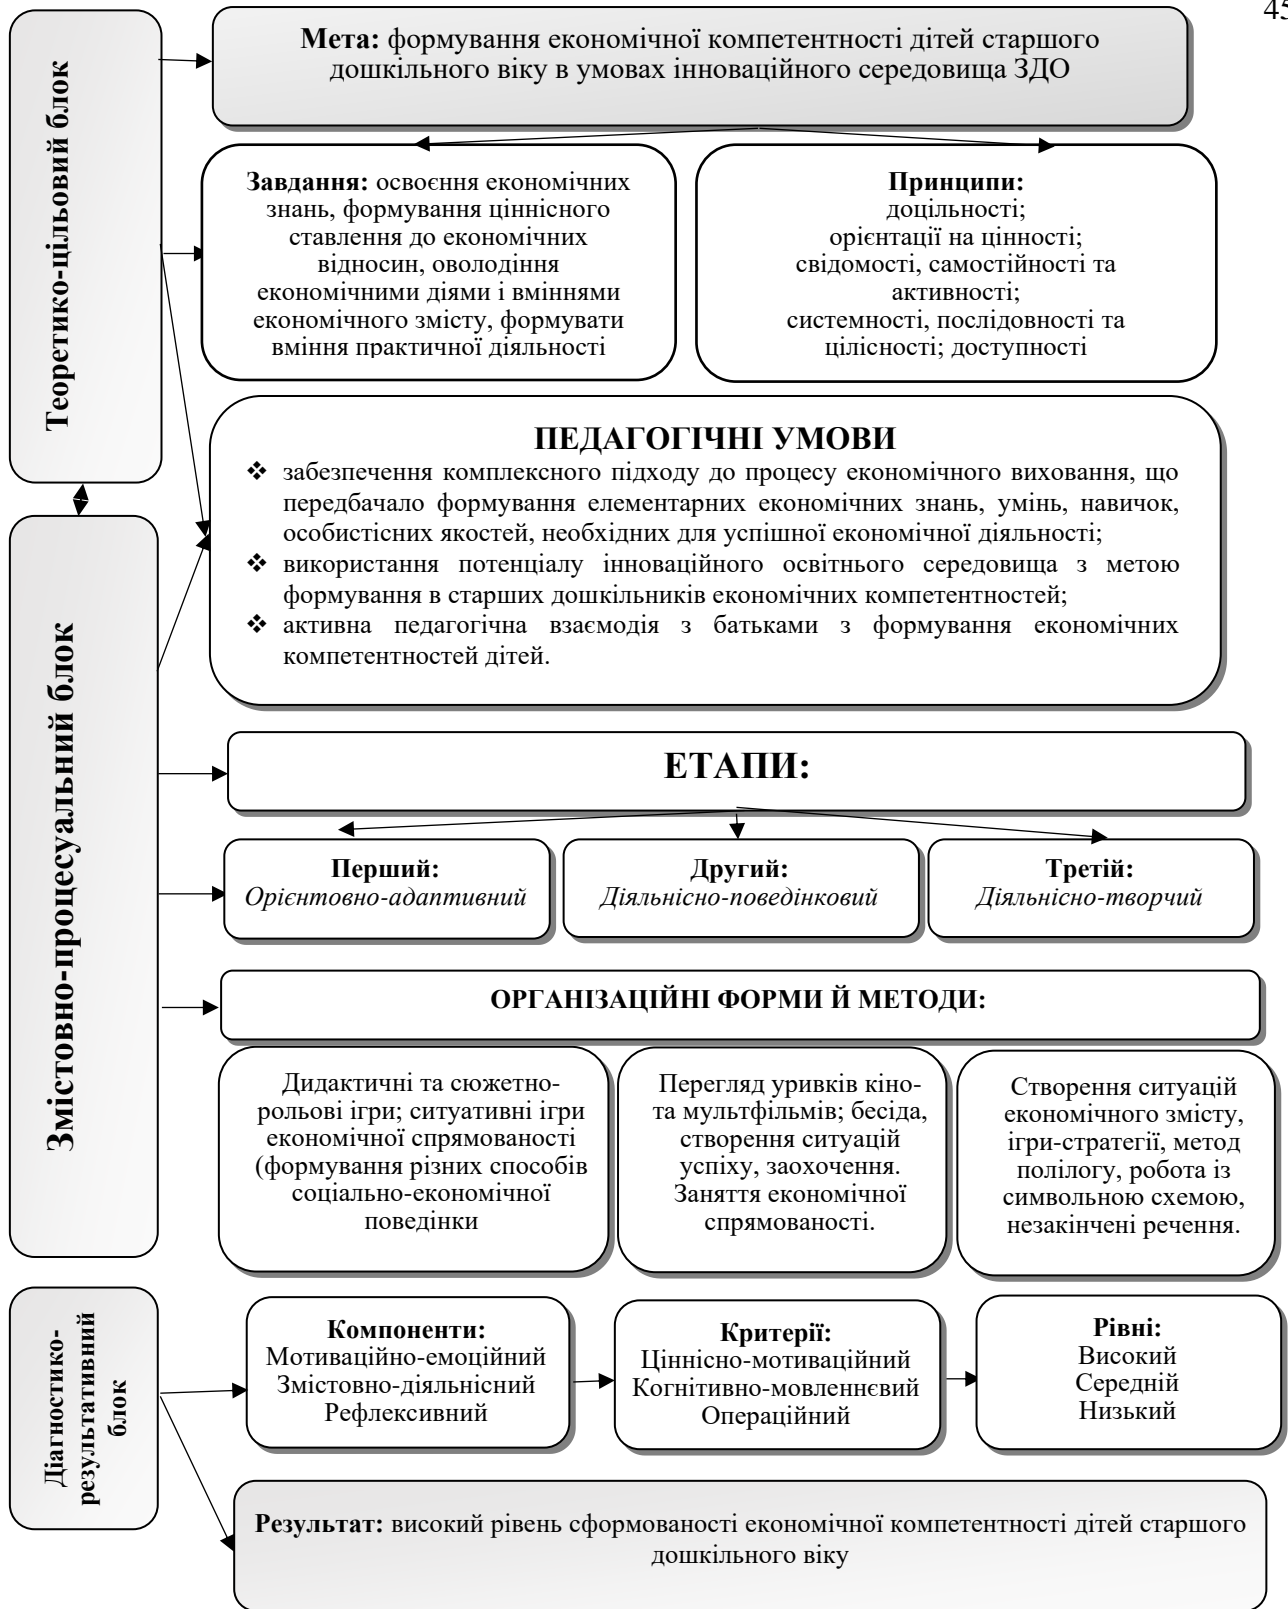 45
Теоретико-цільовий блок
Мета: формування економічної компетентності дітей старшого
дошкільного віку в умовах інноваційного середовища ЗДО
Завдання: освоєння економічних
знань, формування ціннісного
ставлення до економічних
відносин, оволодіння
економічними діями і вміннями
економічного змісту, формувати
вміння практичної діяльності
Принципи:
доцільності;
орієнтації на цінності;
свідомості, самостійності та
активності;
системності, послідовності та
цілісності; доступності
ПЕДАГОГІЧНІ УМОВИ
❖ забезпечення комплексного підходу до процесу економічного виховання, що
передбачало формування елементарних економічних знань, умінь, навичок,
особистісних якостей, необхідних для успішної економічної діяльності;
❖ використання потенціалу інноваційного освітнього середовища з метою
формування в старших дошкільників економічних компетентностей;
❖ активна педагогічна взаємодія з батьками з формування економічних
компетентностей дітей.
Змістовно-процесуальний блок
ЕТАПИ:
Перший:
Орієнтовно-адаптивний
Другий:
Діяльнісно-поведінковий
Третій:
Діяльнісно-творчий
ОРГАНІЗАЦІЙНІ ФОРМИ Й МЕТОДИ:
Дидактичні та сюжетно-
рольові ігри; ситуативні ігри
економічної спрямованості
(формування різних способів
соціально-економічної
поведінки
Перегляд уривків кіно-
та мультфільмів; бесіда,
створення ситуацій
успіху, заохочення.
Заняття економічної
спрямованості.
Створення ситуацій
економічного змісту,
ігри-стратегії, метод
полілогу, робота із
символьною схемою,
незакінчені речення.
Діагностико-
результативний
блок
Компоненти:
Мотиваційно-емоційний
Змістовно-діяльнісний
Рефлексивний
Критерії:
Ціннісно-мотиваційний
Когнітивно-мовленнєвий
Операційний
Рівні:
Високий
Середній
Низький
Результат: високий рівень сформованості економічної компетентності дітей старшого
дошкільного віку